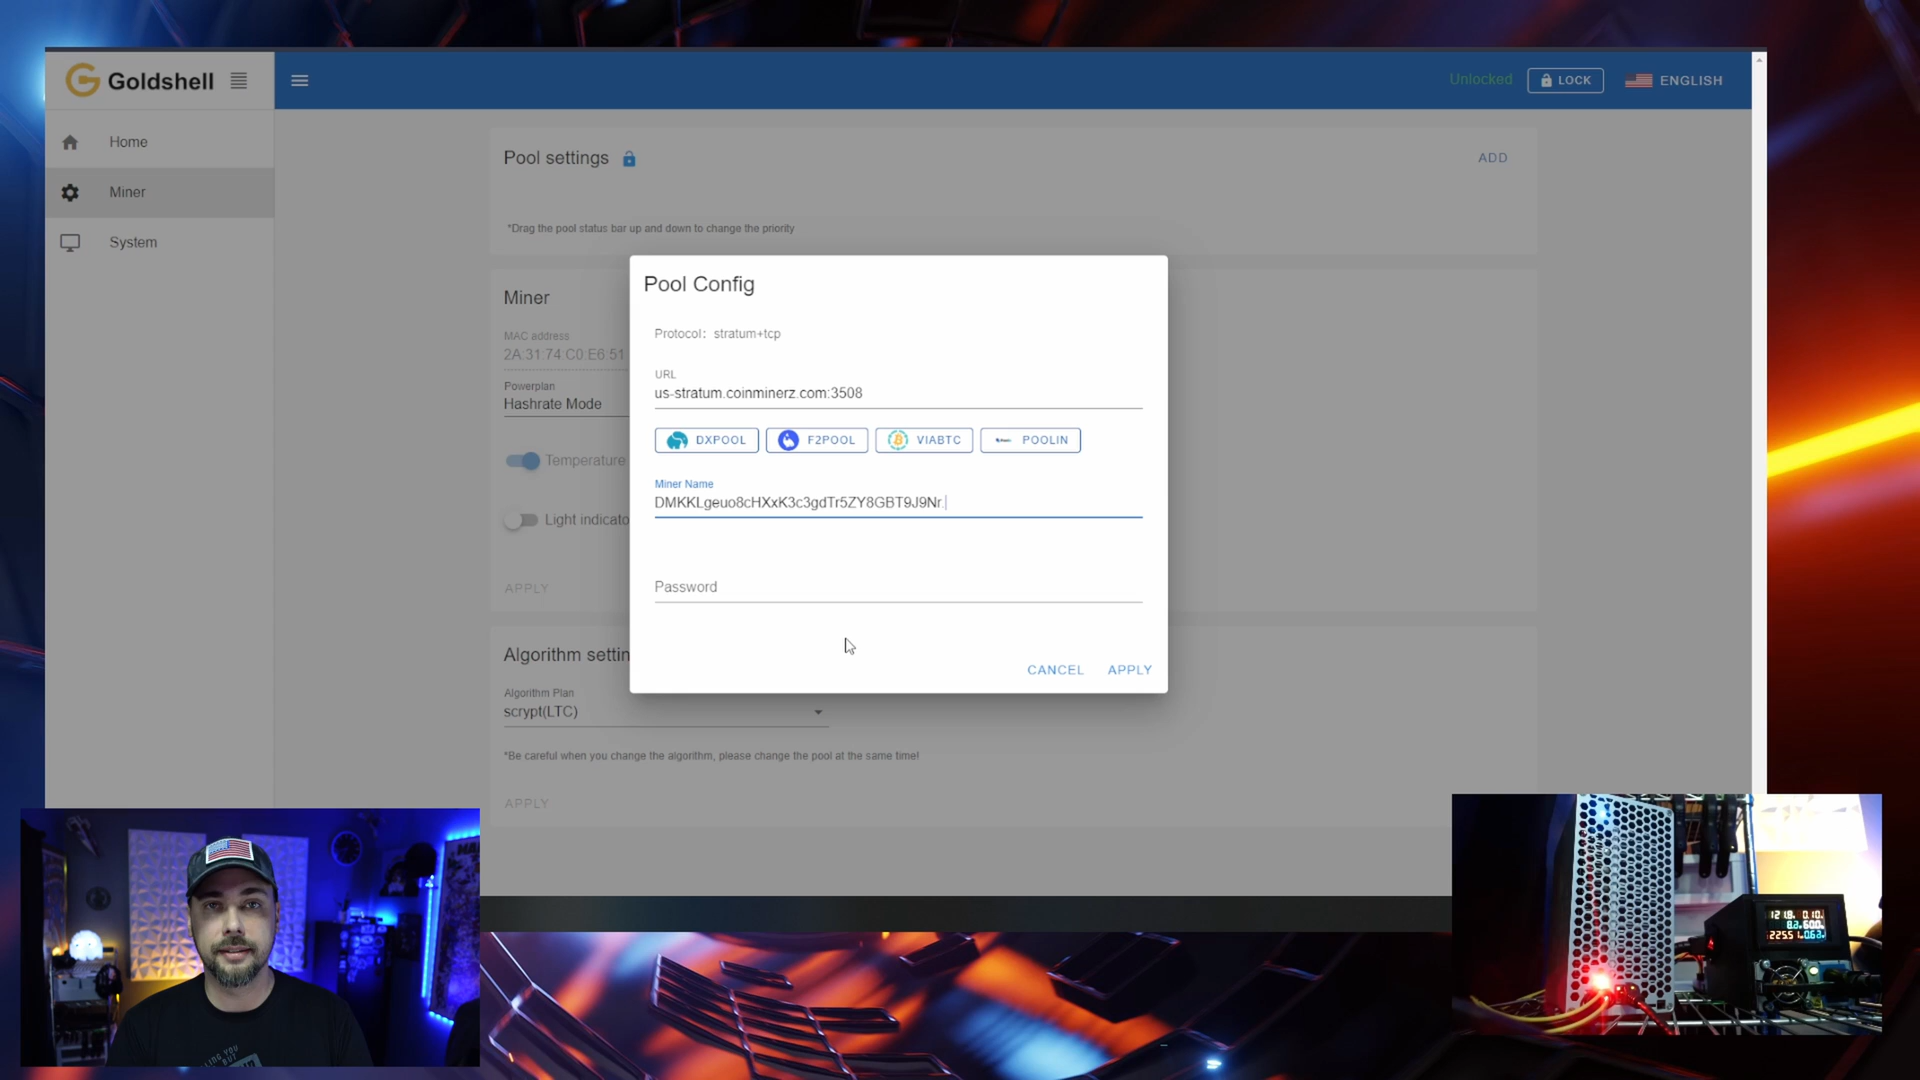 Goldshell
Unlocked
LOCK
ENGLISH
Home
Miner
System
Pool settings
ADD
*Drag the pool status bar up and down to change the priority
Miner
MAC address
2A:31:74:C0:E6:51
Powerplan
Hashrate Mode
Temperature
Light indicato
APPLY
Algorithm settin
Algorithm Plan
scrypt(LTC)
*Be careful when you change the algorithm, please change the pool at the same time!
APPLY
Pool Config
Protocol: stratum+tcp
URL
us-stratum.coinminerz.com:3508
DXPOOL
F2POOL
VIABTC
POOLIN
Miner Name
DMKKLgeuo8cHXxK3c3gdTr5ZY8GBT9J9Nr.
Password
CANCEL
APPLY